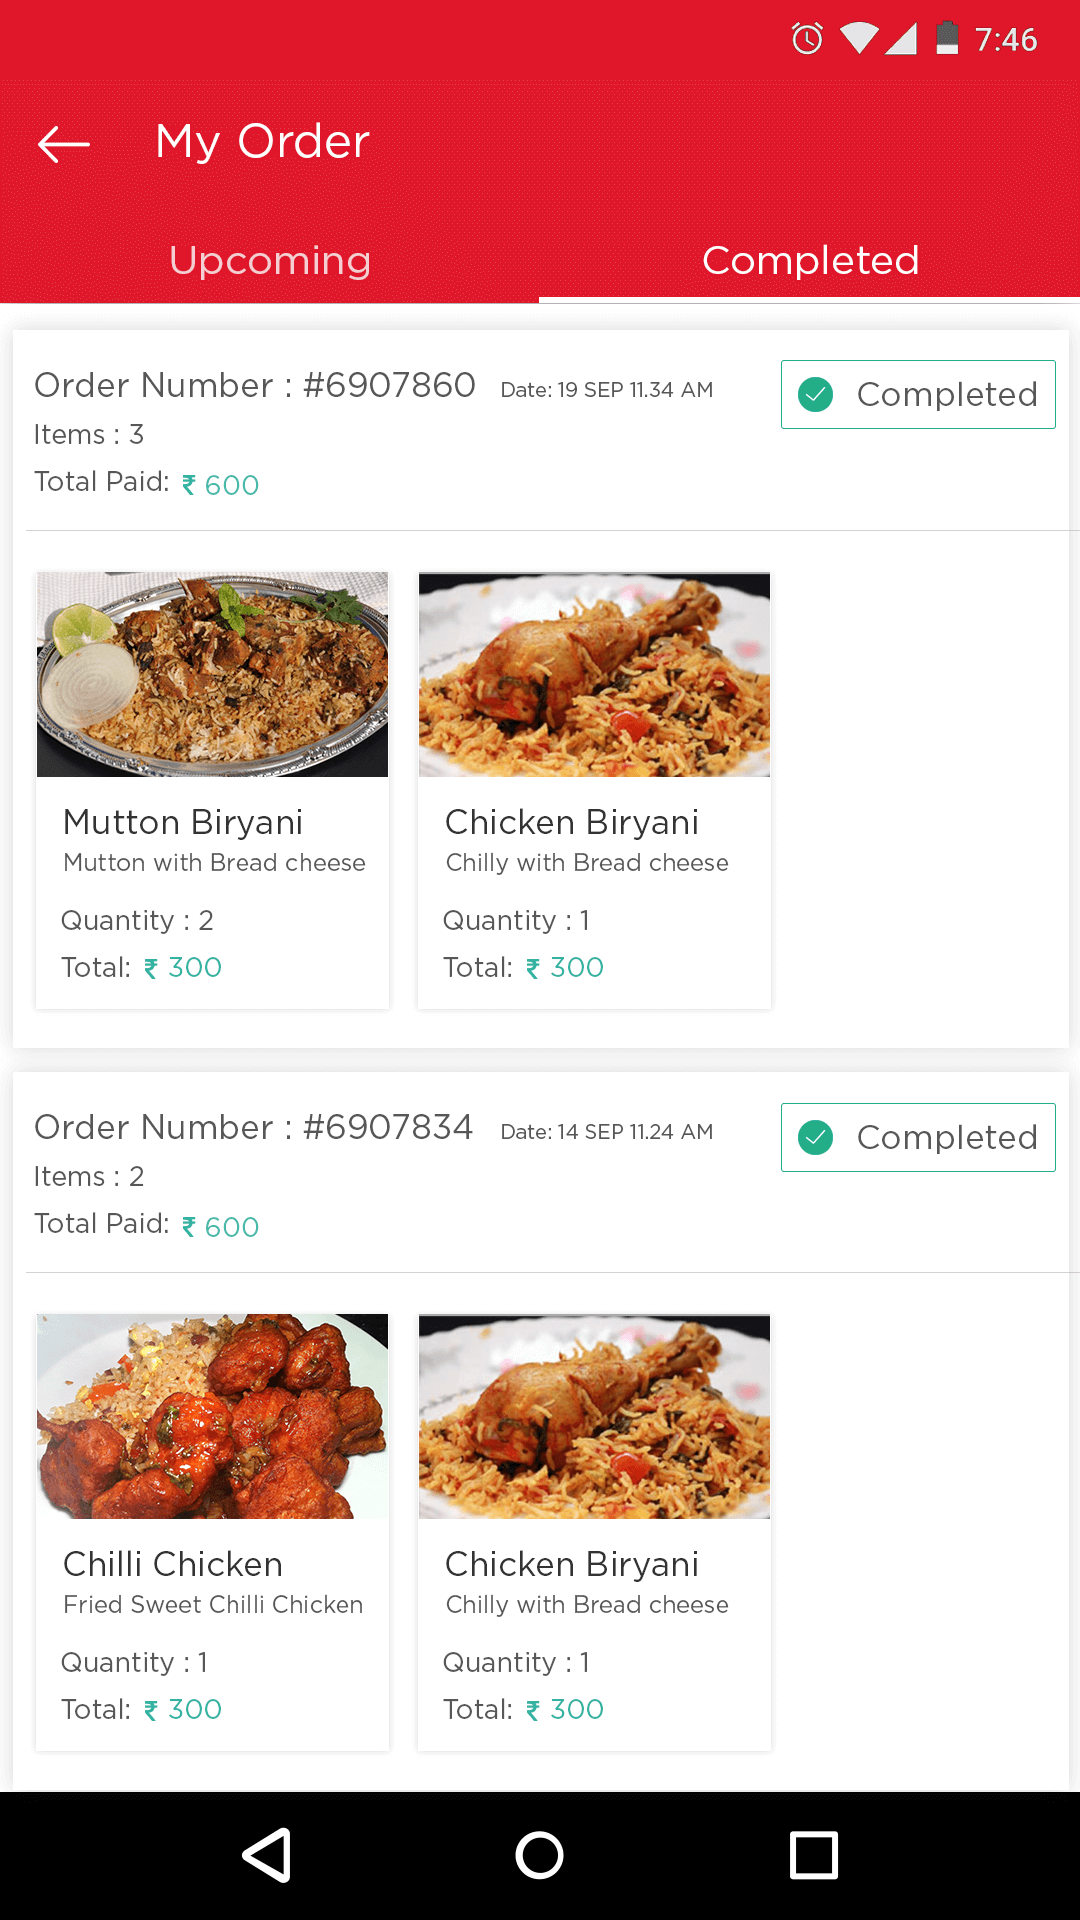 7:46
My Order
Upcoming Completed
Order Number : #6907860 Date: 19 SEP 11.34 AM Completed
Items : 3
Total Paid: ₹ 600
Mutton Biryani
Mutton with Bread cheese
Quantity : 2
Total: ₹ 300
Chicken Biryani
Chilly with Bread cheese
Quantity : 1
Total: ₹ 300
Order Number : #6907834 Date: 14 SEP 11.24 AM Completed
Items : 2
Total Paid: ₹ 600
Chilli Chicken
Fried Sweet Chilli Chicken
Quantity : 1
Total: ₹ 300
Chicken Biryani
Chilly with Bread cheese
Quantity : 1
Total: ₹ 300